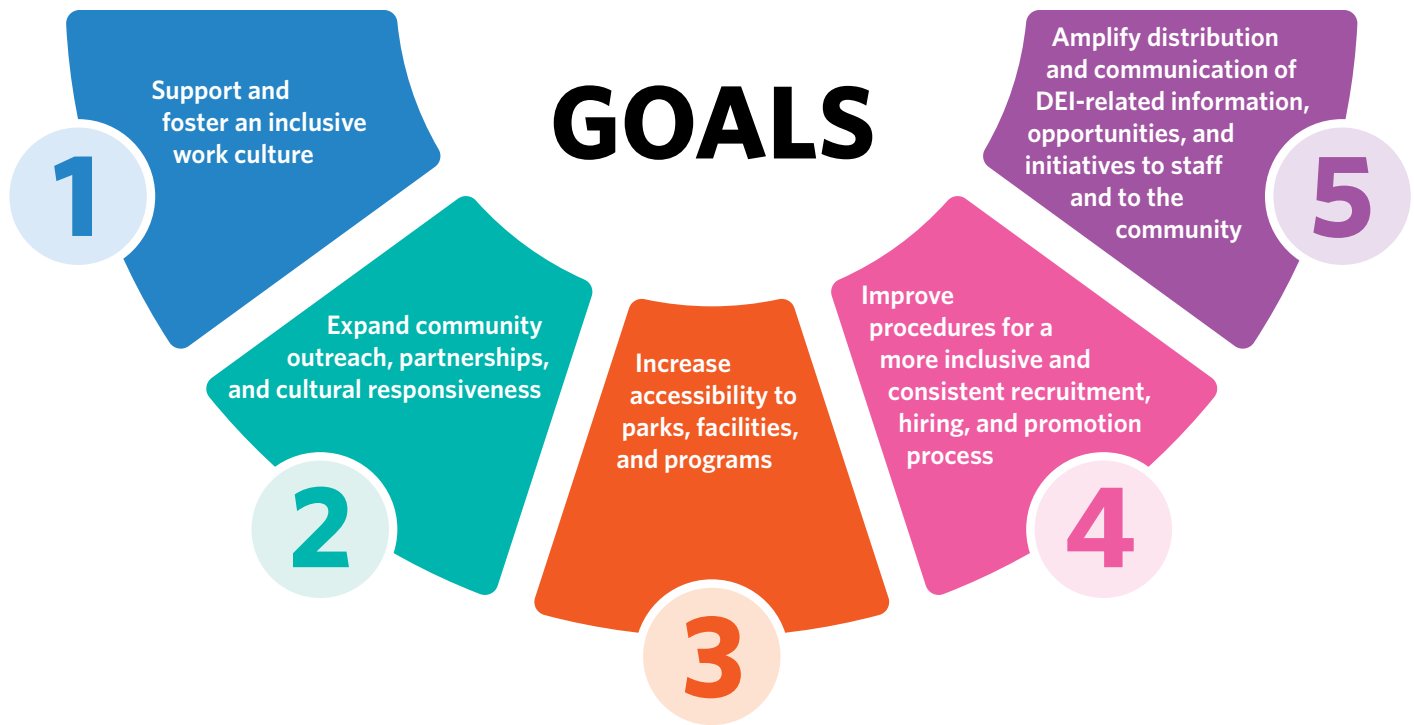 GOALS
1
Support and
foster an inclusive
work culture
2
Expand community
outreach, partnerships,
and cultural responsiveness
3
Increase
accessibility to
parks, facilities,
and programs
4
Improve
procedures for a
more inclusive and
consistent recruitment,
hiring, and promotion
process
5
Amplify distribution
and communication of
DEI-related information,
opportunities, and
initiatives to staff
and to the
community